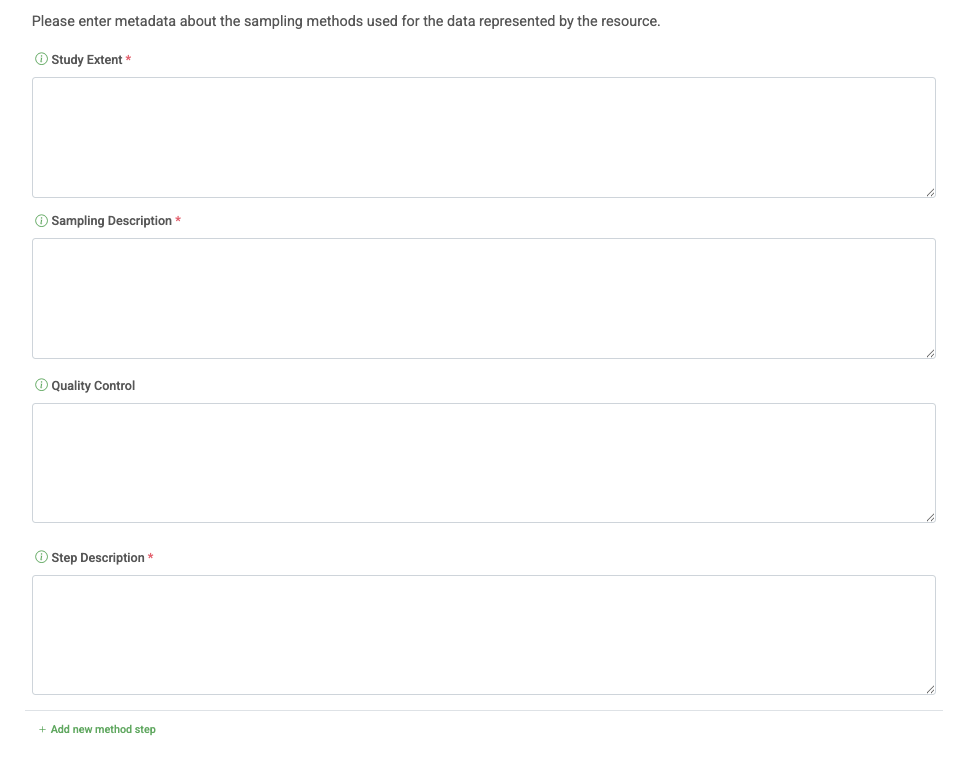 Please enter metadata about the sampling methods used for the data represented by the resource.
Study Extent *
Sampling Description *
Quality Control
Step Description *
+ Add new method step